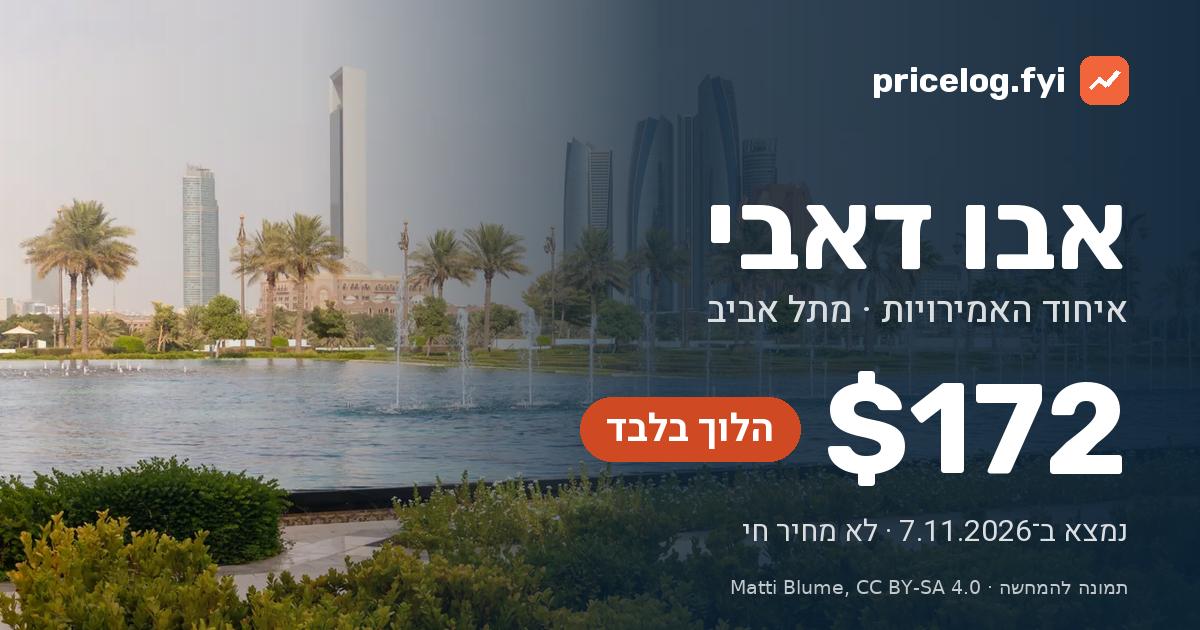 pricelog.fyi
אבו דאבי
איחוד האמירויות · מתל אביב
$172 הלוך בלבד
נמצא ב־7.11.2026 · לא מחיר חי
תמונה להמחשה · Matti Blume, CC BY-SA 4.0